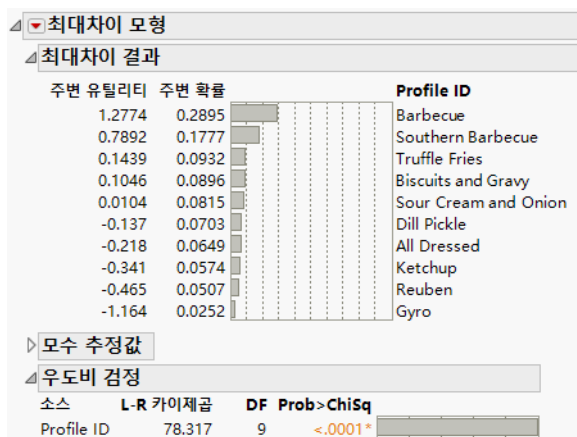 최대차이 모형
최대차이 결과
주변 유틸리티 주변 확률 Profile ID
1.2774 0.2895 Barbecue
0.7892 0.1777 Southern Barbecue
0.1439 0.0932 Truffle Fries
0.1046 0.0896 Biscuits and Gravy
0.0104 0.0815 Sour Cream and Onion
-0.137 0.0703 Dill Pickle
-0.218 0.0649 All Dressed
-0.341 0.0574 Ketchup
-0.465 0.0507 Reuben
-1.164 0.0252 Gyro
모수 추정값
우도비 검정
소스 L-R 카이제곱 DF Prob>ChiSq
Profile ID 78.317 9 <.0001*